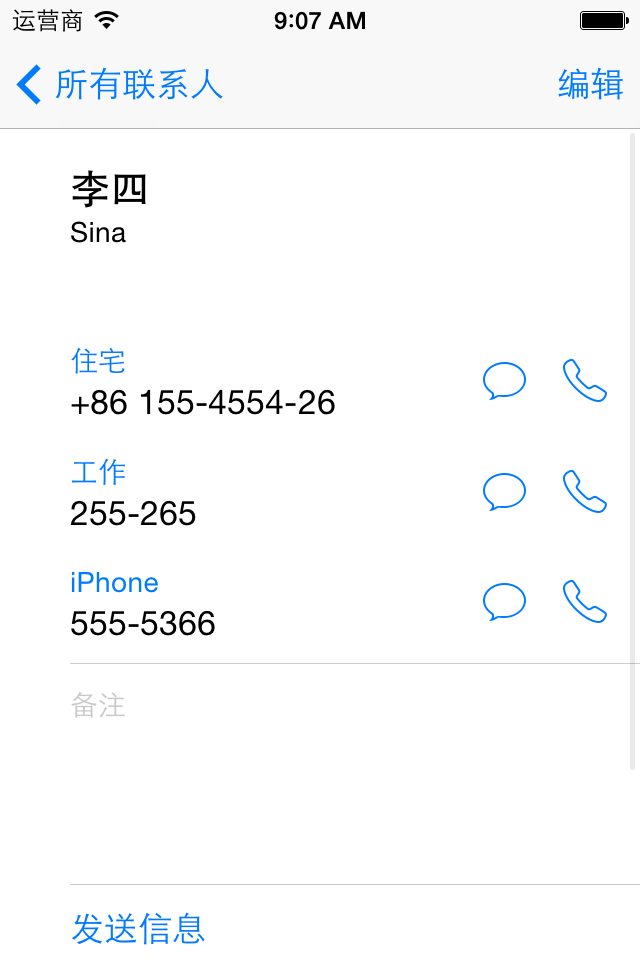 运营商 9:07 AM
所有联系人 编辑
李四
Sina
住宅
+86 155-4554-26
工作
255-265
iPhone
555-5366
备注
发送信息